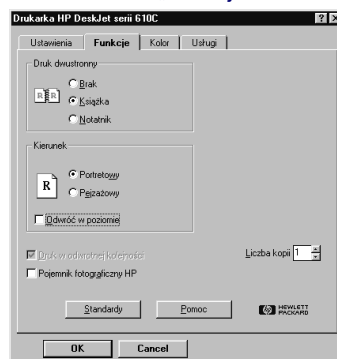 Drukarka HP DeskJet serii 610C
Ustawienia Funkcje Kolor Usługi
Druk dwustronny
Brak
R R
Książka
Notatnik
Kierunek
Portretowy
R
Pejzażowy
Odwróć w poziomie
Druk w odwrotnej kolejności
Liczba kopii 1
Pojemnik fotograficzny HP
Standardy Pomoc
HEWLETT PACKARD
OK Cancel